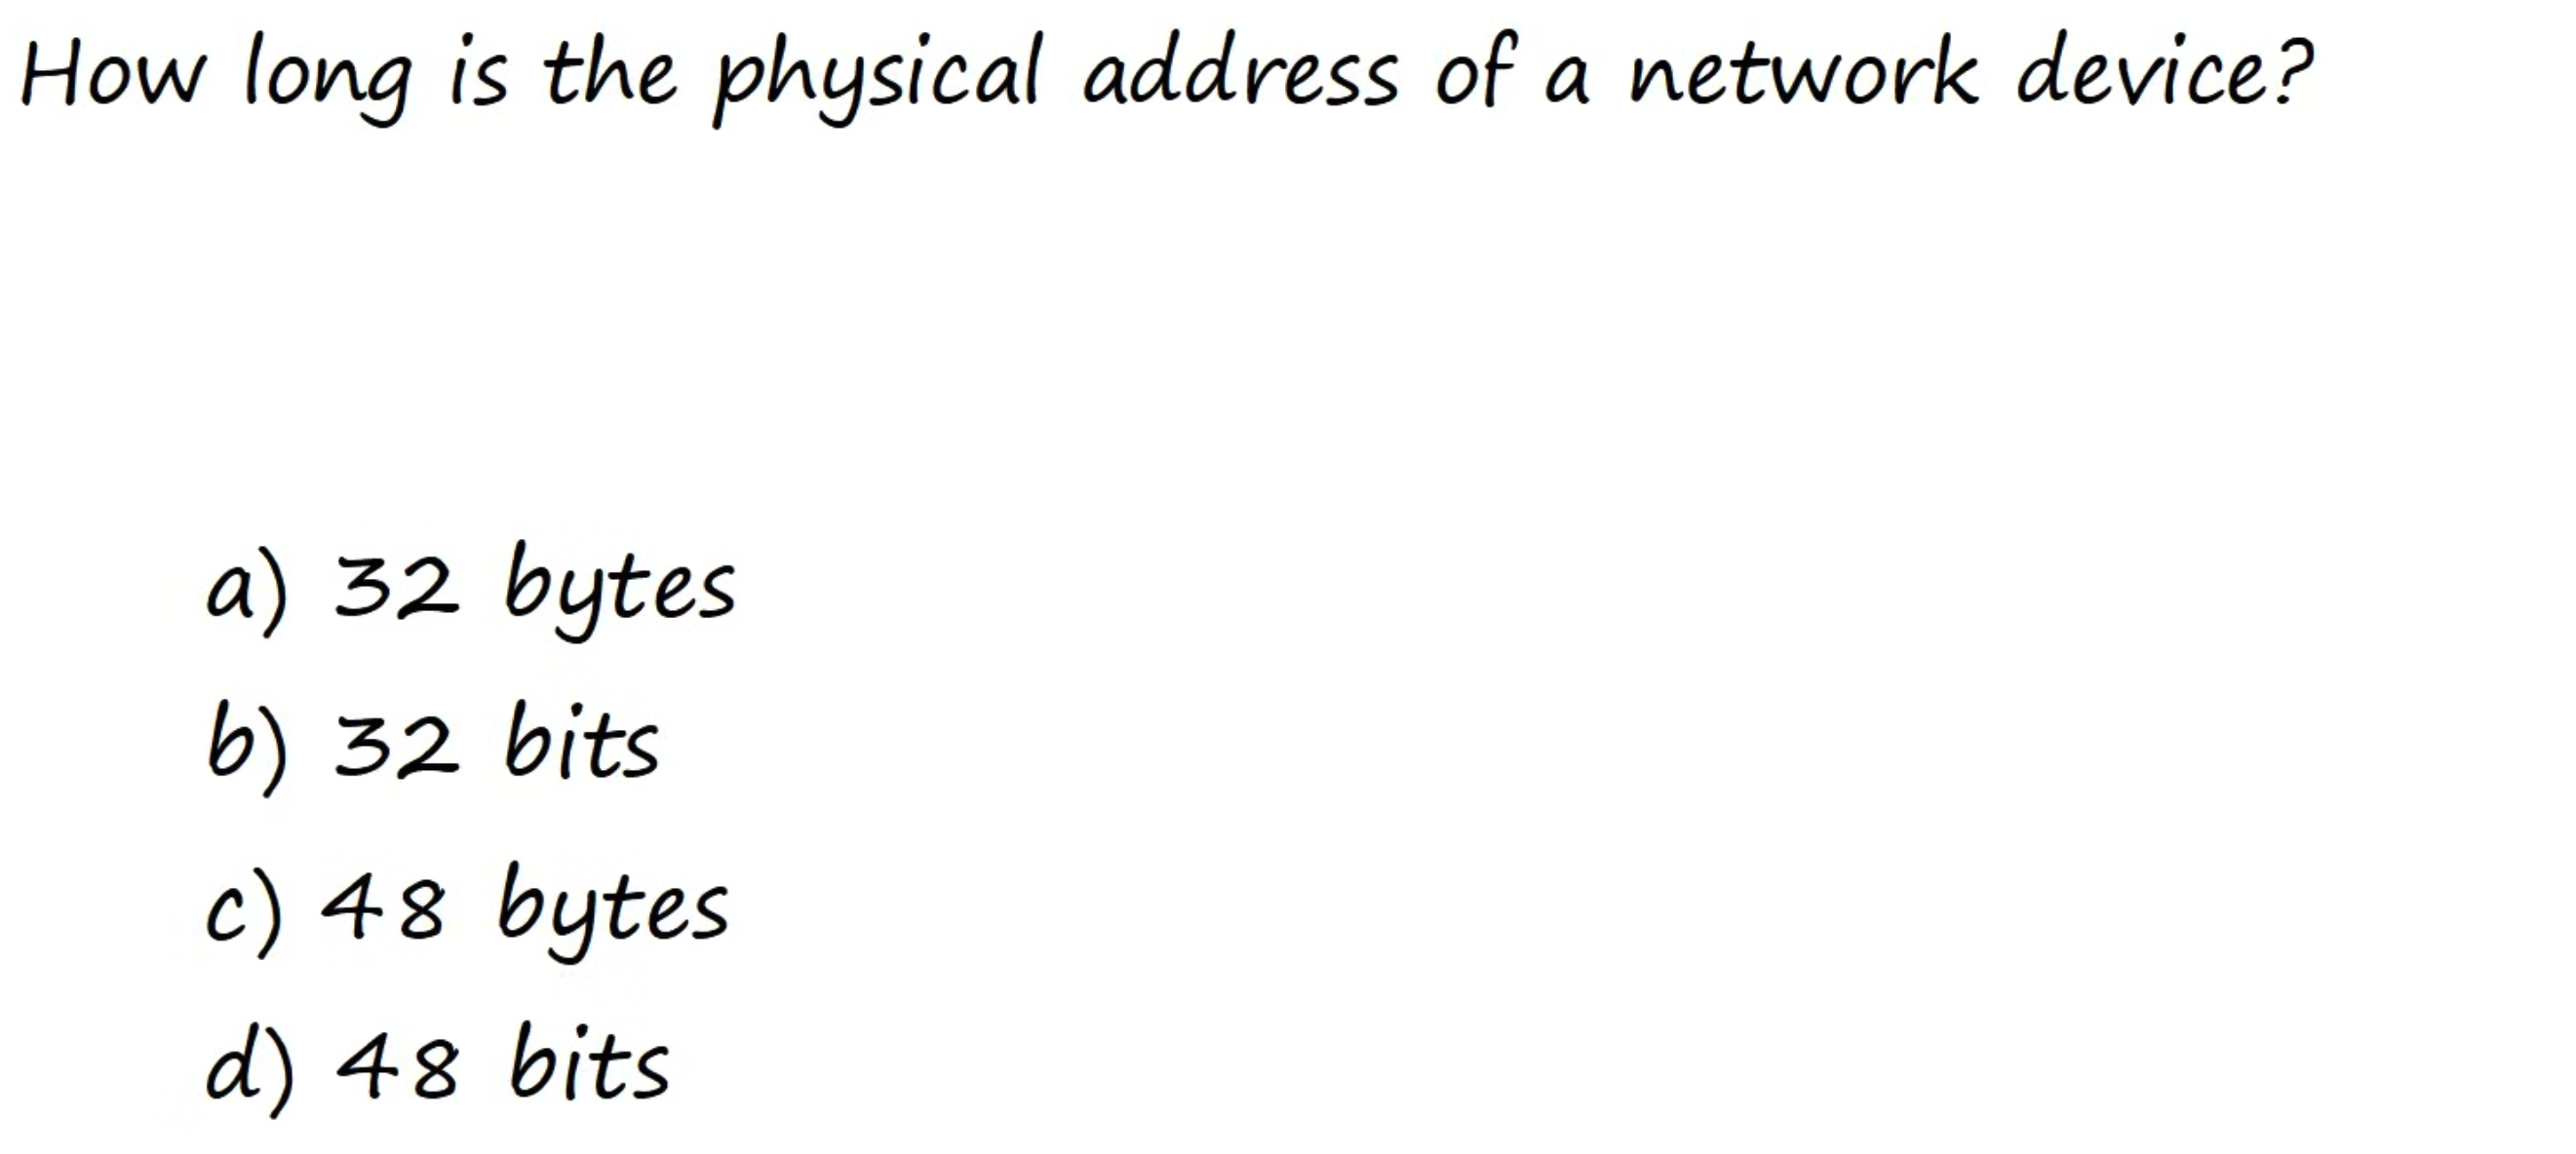 How long is the physical address of a network device?
a) 32 bytes
b) 32 bits
c) 48 bytes
d) 48 bits